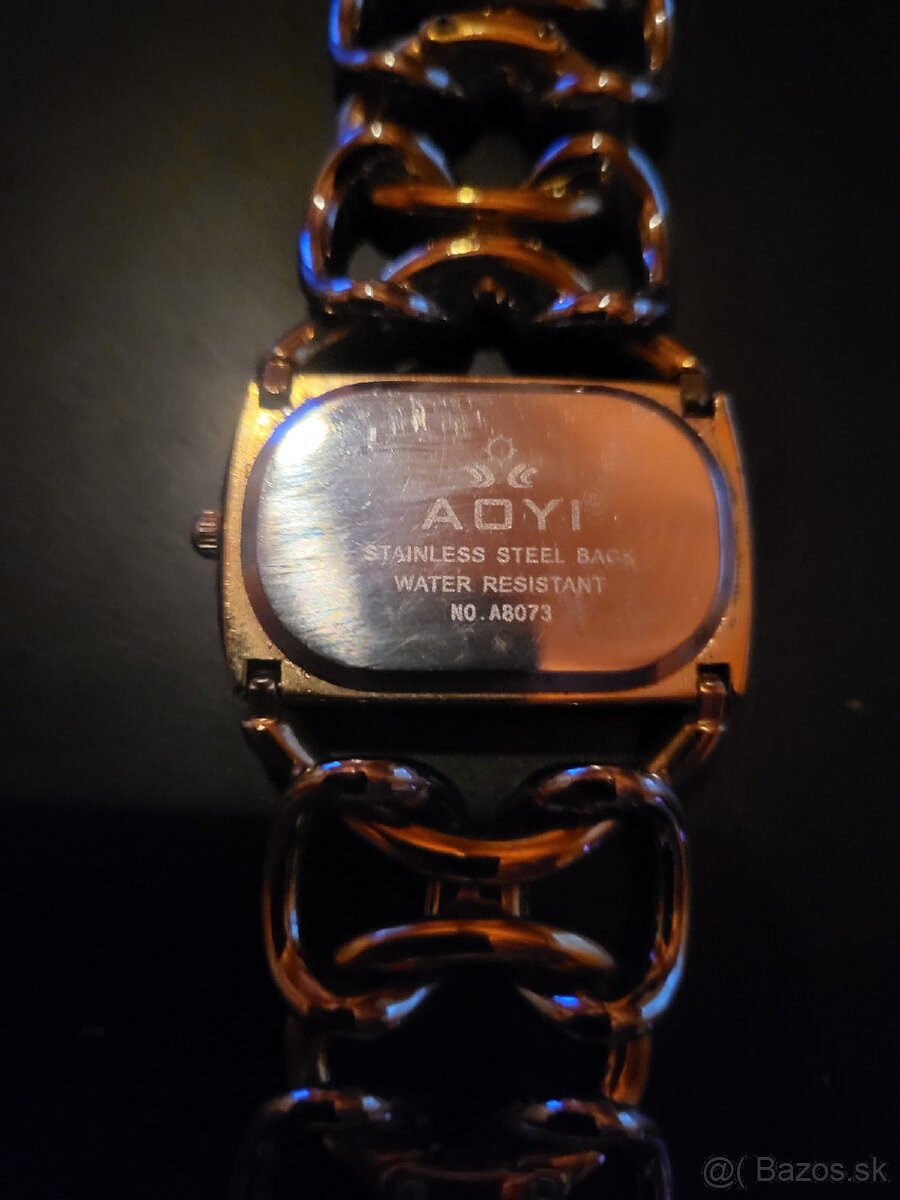 AOYI®
STAINLESS STEEL BACK
WATER RESISTANT
NO.A8073
@( Bazos.sk